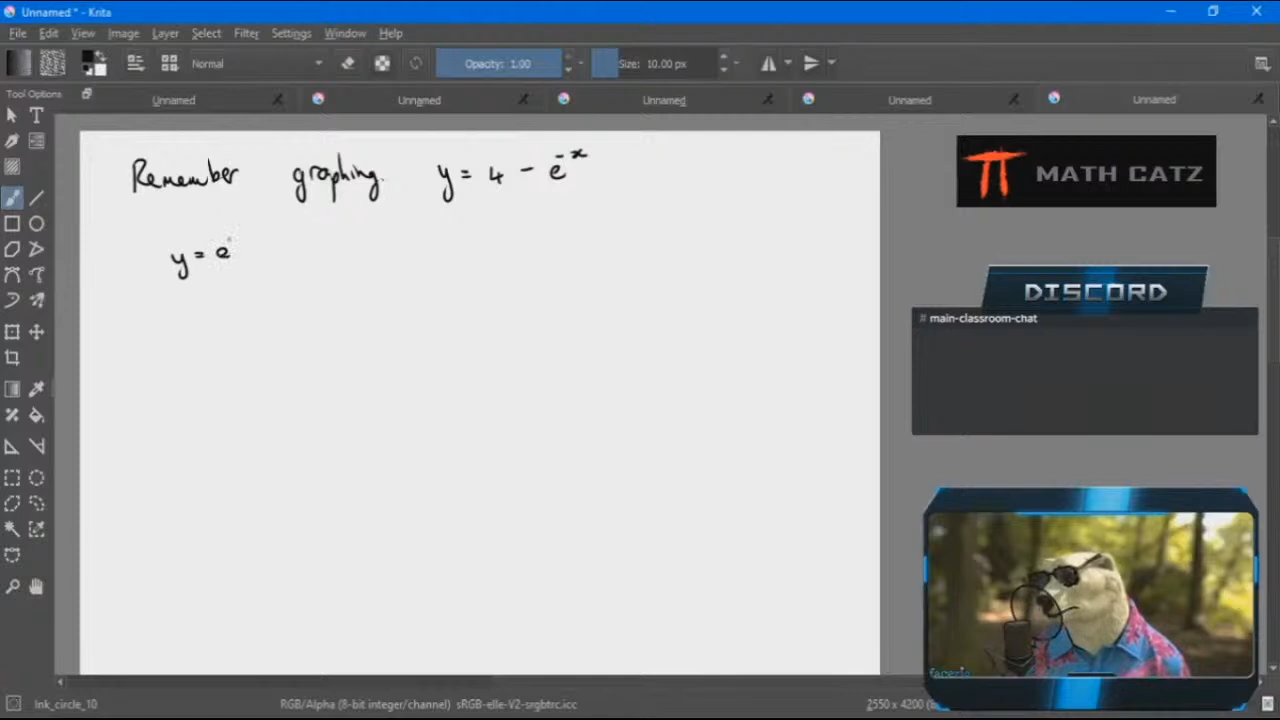 Unnamed * - Krita
File Edit View Image Layer Select Filter Settings Window Help
Normal Opacity: 1.00 Size: 10.00 px
Tool Options Unnamed Unnamed Unnamed Unnamed Unnamed
Remember graphing. y = 4 - e^-x
y = e
MATH CATZ
DISCORD
# main-classroom-chat
facerig
Ink_circle_10 RGB/Alpha (8-bit integer/channel) sRGB-elle-V2-srgbtrc.icc 2550 x 4200